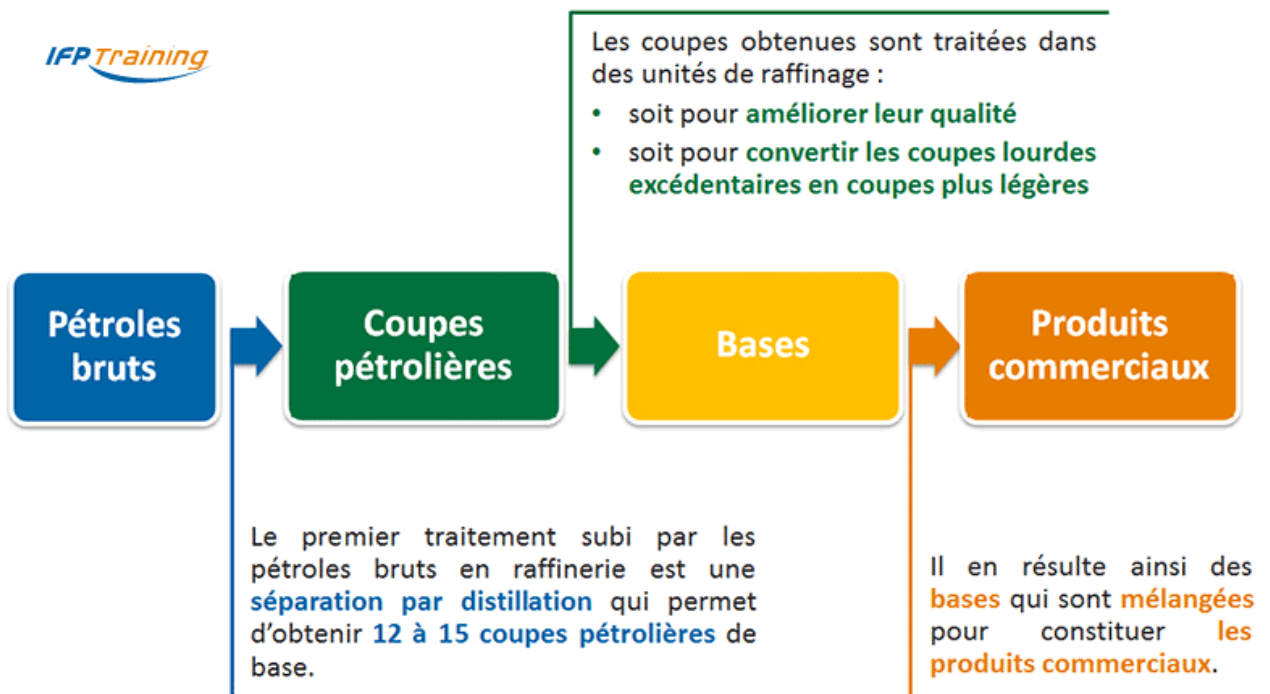 IFP Training
Les coupes obtenues sont traitées dans
des unités de raffinage :
• soit pour améliorer leur qualité
• soit pour convertir les coupes lourdes
excédentaires en coupes plus légères
Pétroles
bruts
Coupes
pétrolières
Bases
Produits
commerciaux
Le premier traitement subi par les
pétroles bruts en raffinerie est une
séparation par distillation qui permet
d’obtenir 12 à 15 coupes pétrolières de
base.
Il en résulte ainsi des
bases qui sont mélangées
pour constituer les
produits commerciaux.